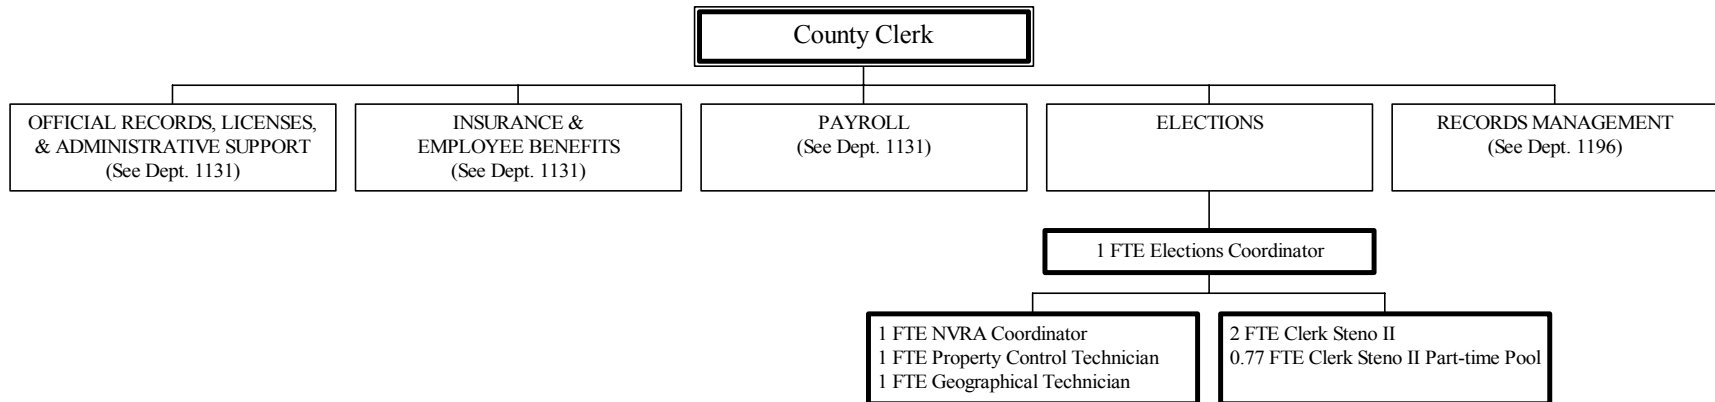 County Clerk
OFFICIAL RECORDS, LICENSES,
& ADMINISTRATIVE SUPPORT
(See Dept. 1131)
INSURANCE &
EMPLOYEE BENEFITS
(See Dept. 1131)
PAYROLL
(See Dept. 1131)
ELECTIONS
RECORDS MANAGEMENT
(See Dept. 1196)
1 FTE Elections Coordinator
1 FTE NVRA Coordinator
1 FTE Property Control Technician
1 FTE Geographical Technician
2 FTE Clerk Steno II
0.77 FTE Clerk Steno II Part-time Pool